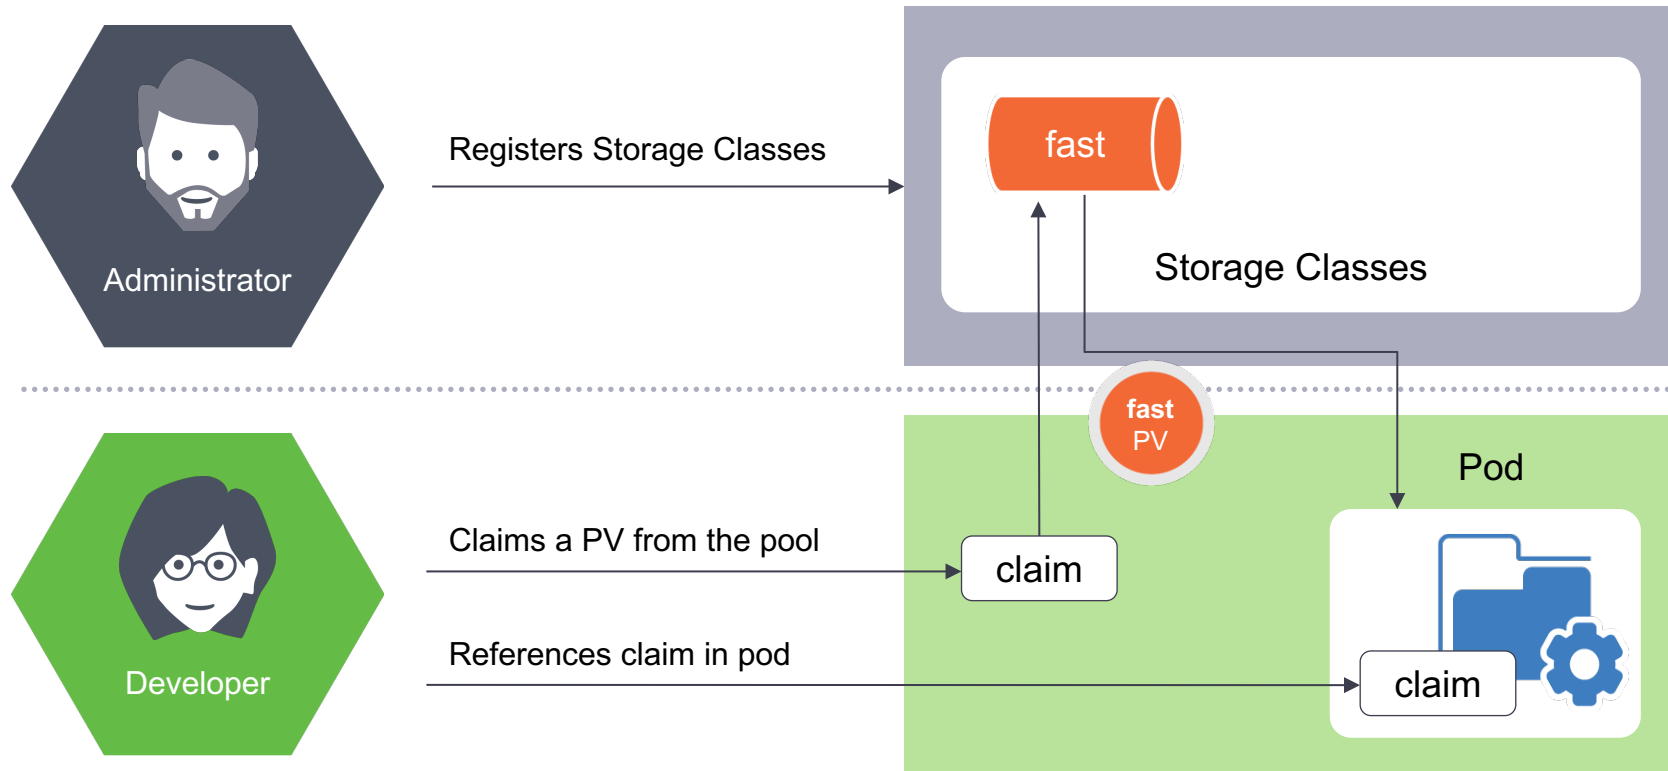 Administrator
Registers Storage Classes
fast
Storage Classes
fast
PV
Pod
Developer
Claims a PV from the pool
claim
References claim in pod
claim